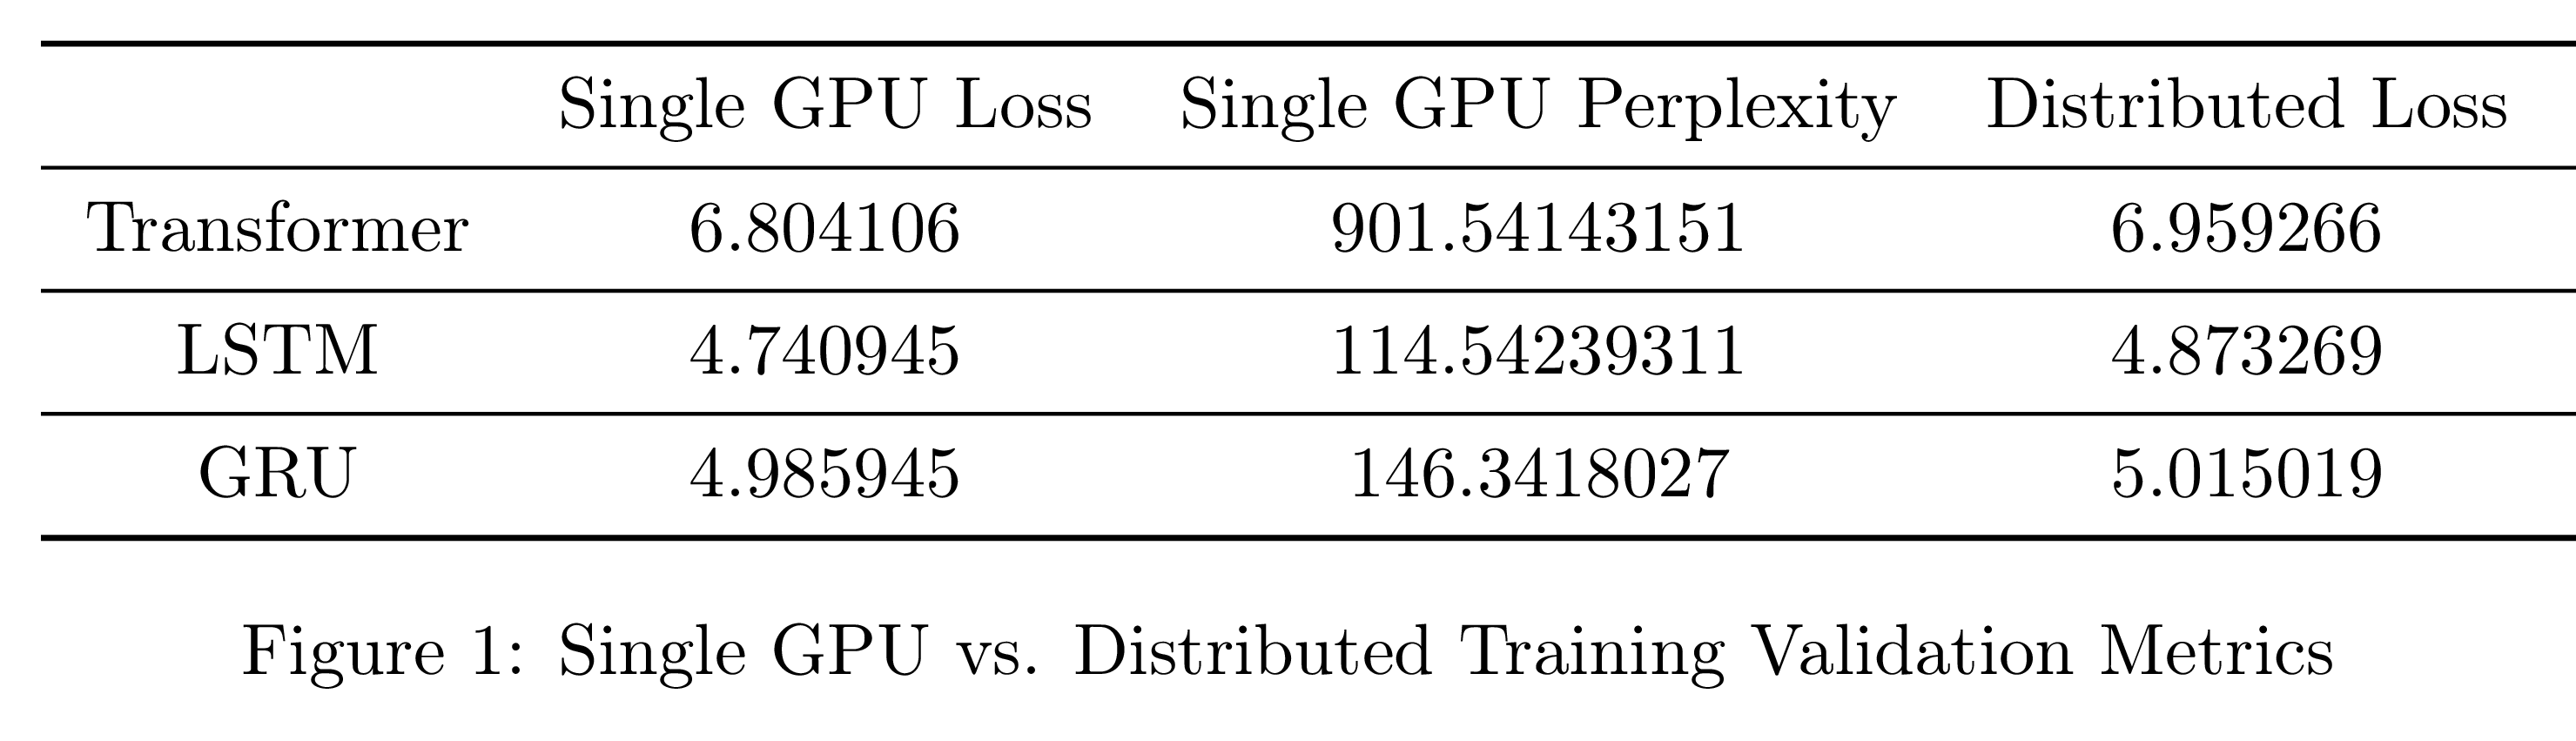 Single GPU Loss Single GPU Perplexity Distributed Loss
Transformer 6.804106 901.54143151 6.959266
LSTM 4.740945 114.54239311 4.873269
GRU 4.985945 146.3418027 5.015019
Figure 1: Single GPU vs. Distributed Training Validation Metrics